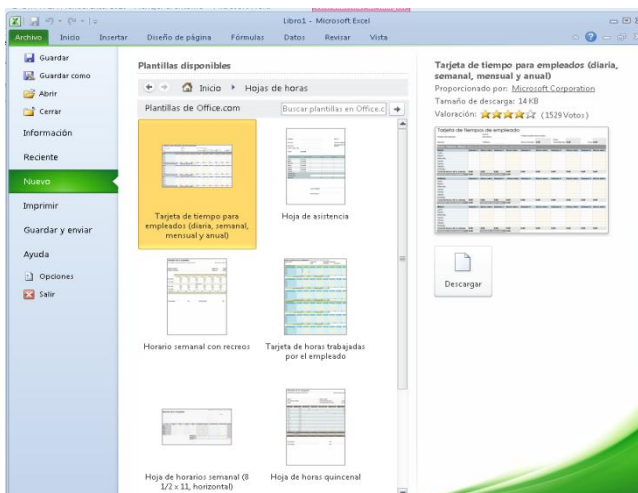 Libro1 - Microsoft Excel
Archivo Inicio Insertar Diseño de página Fórmulas Datos Revisar Vista
Guardar
Guardar como
Abrir
Cerrar
Información
Reciente
Nuevo
Imprimir
Guardar y enviar
Ayuda
Opciones
Salir
Plantillas disponibles
Inicio Hojas de horas
Plantillas de Office.com Buscar plantillas en Office.c
Tarjeta de tiempo para
empleados (diaria, semanal,
mensual y anual)
Hoja de asistencia
Horario semanal con recreos
Tarjeta de horas trabajadas
por el empleado
Hoja de horarios semanal (8
1/2 x 11, horizontal)
Hoja de horas quincenal
Tarjeta de tiempo para empleados (diaria,
semanal, mensual y anual)
Proporcionado por: Microsoft Corporation
Tamaño de descarga: 14 KB
Valoración: (1529 Votos)
Tarjeta de tiempos de empleado
Descargar